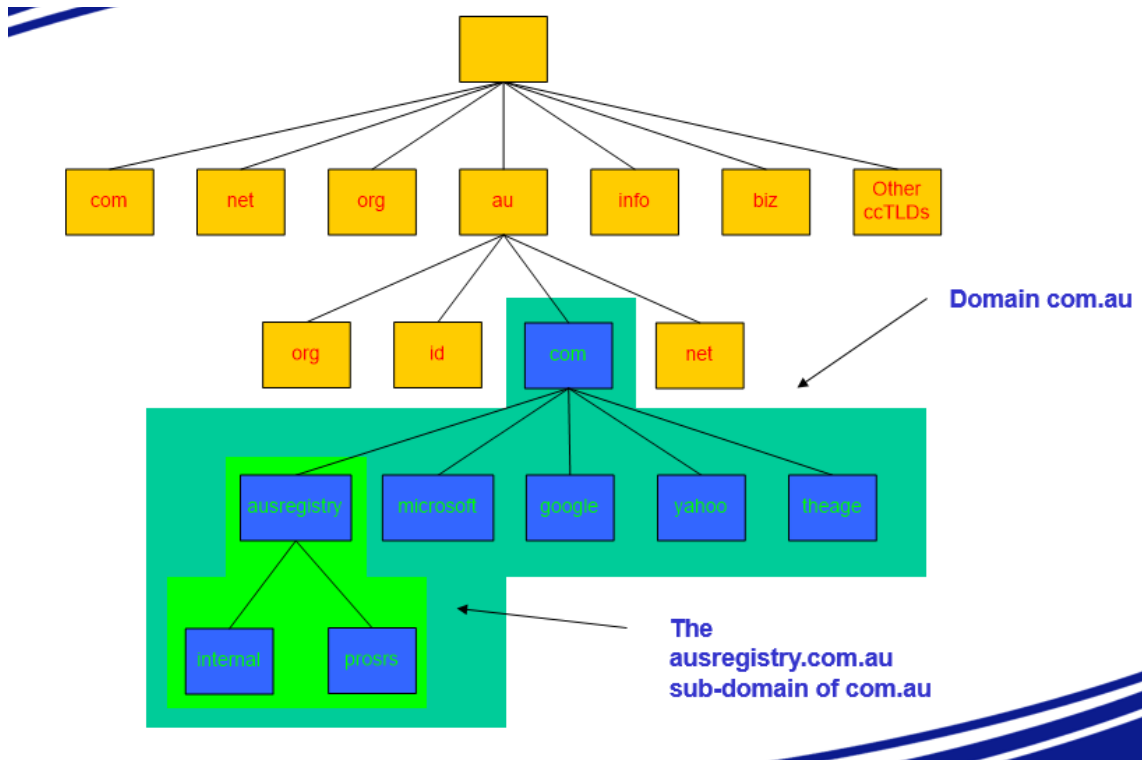 com
net
org
au
info
biz
Other
ccTLDs
Domain com.au
org
id
com
net
ausregistry
microsoft
google
yahoo
theage
The
ausregistry.com.au
sub-domain of com.au
internal
prosrs